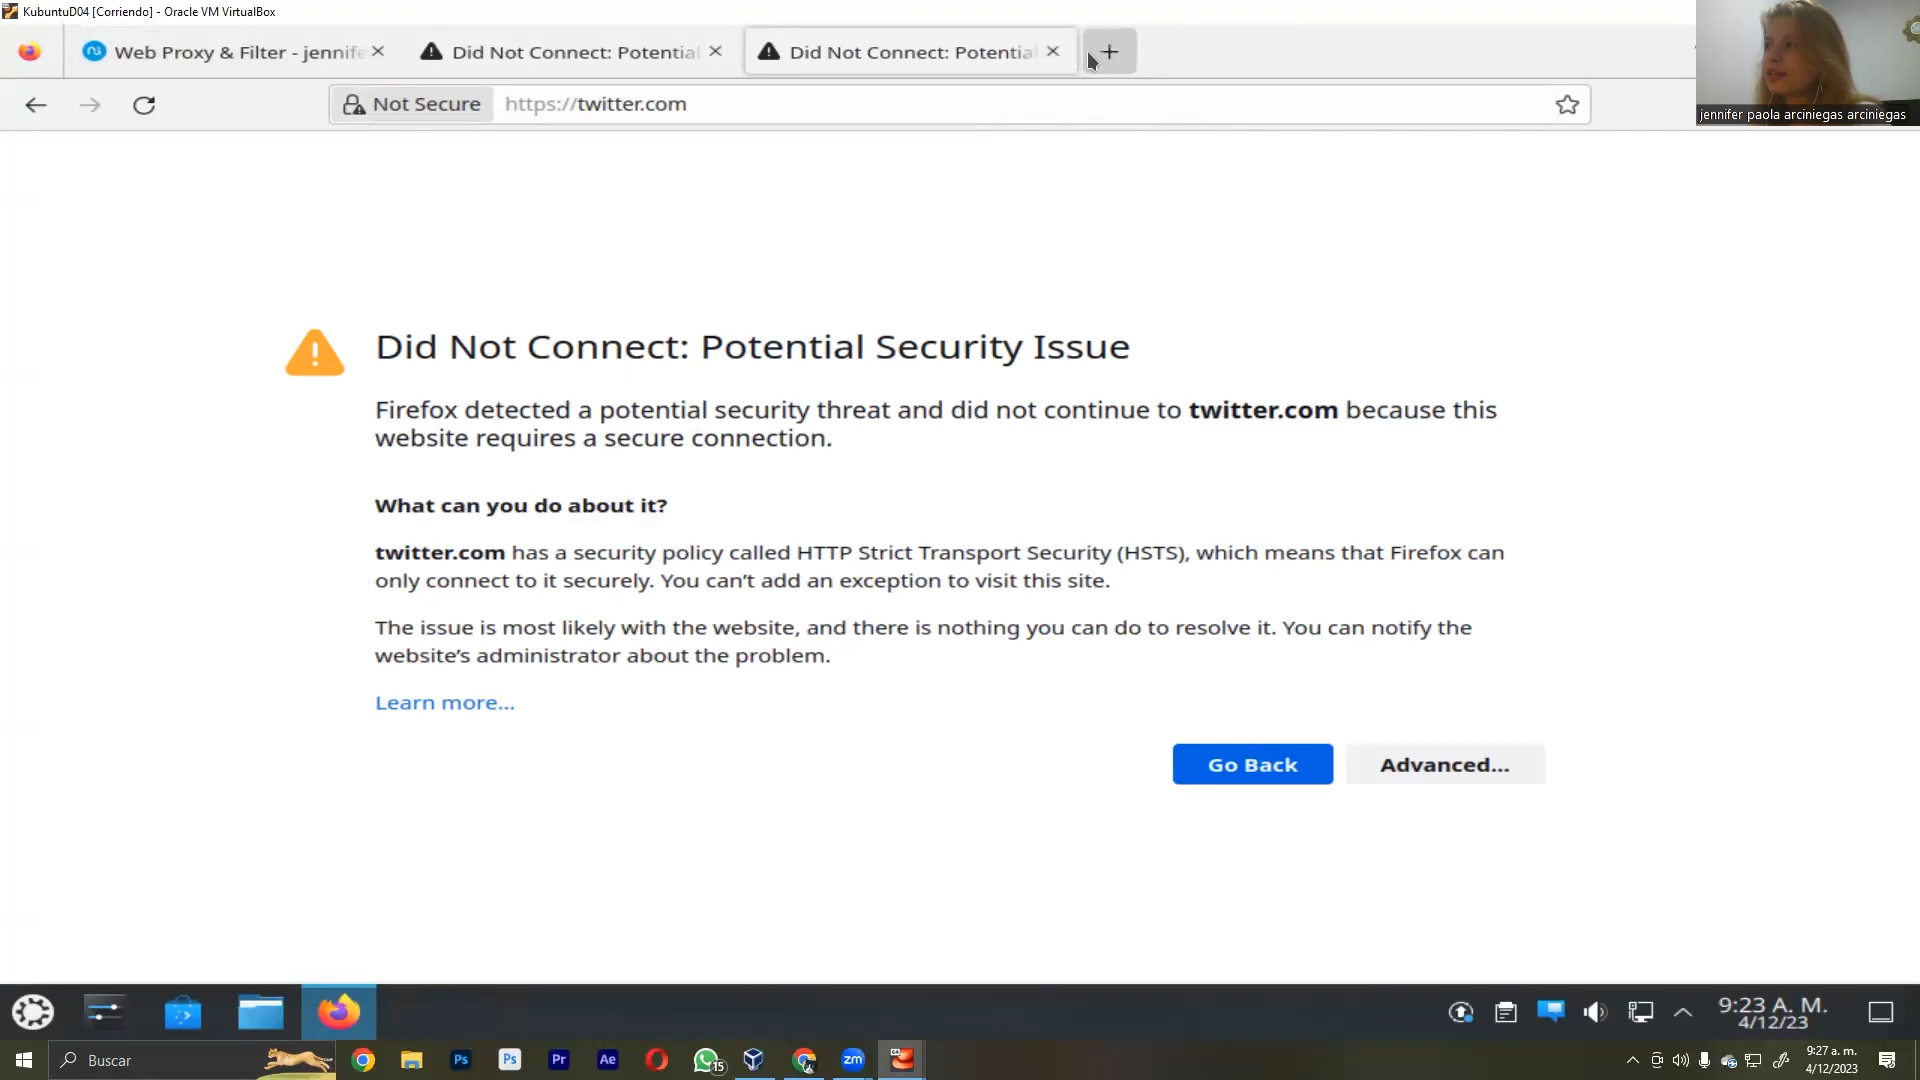 KubuntuD04 [Corriendo] - Oracle VM VirtualBox
Web Proxy & Filter - jennife
Did Not Connect: Potential
Did Not Connect: Potentia
Not Secure
https://twitter.com
jennifer paola arciniegas arciniegas
Did Not Connect: Potential Security Issue
Firefox detected a potential security threat and did not continue to twitter.com because this
website requires a secure connection.
What can you do about it?
twitter.com has a security policy called HTTP Strict Transport Security (HSTS), which means that Firefox can
only connect to it securely. You can’t add an exception to visit this site.
The issue is most likely with the website, and there is nothing you can do to resolve it. You can notify the
website’s administrator about the problem.
Learn more...
Go Back
Advanced...
9:23 A. M.
4/12/23
Buscar
Ps
Ps
Pr
Ae
15
zm
9:27 a. m.
4/12/2023